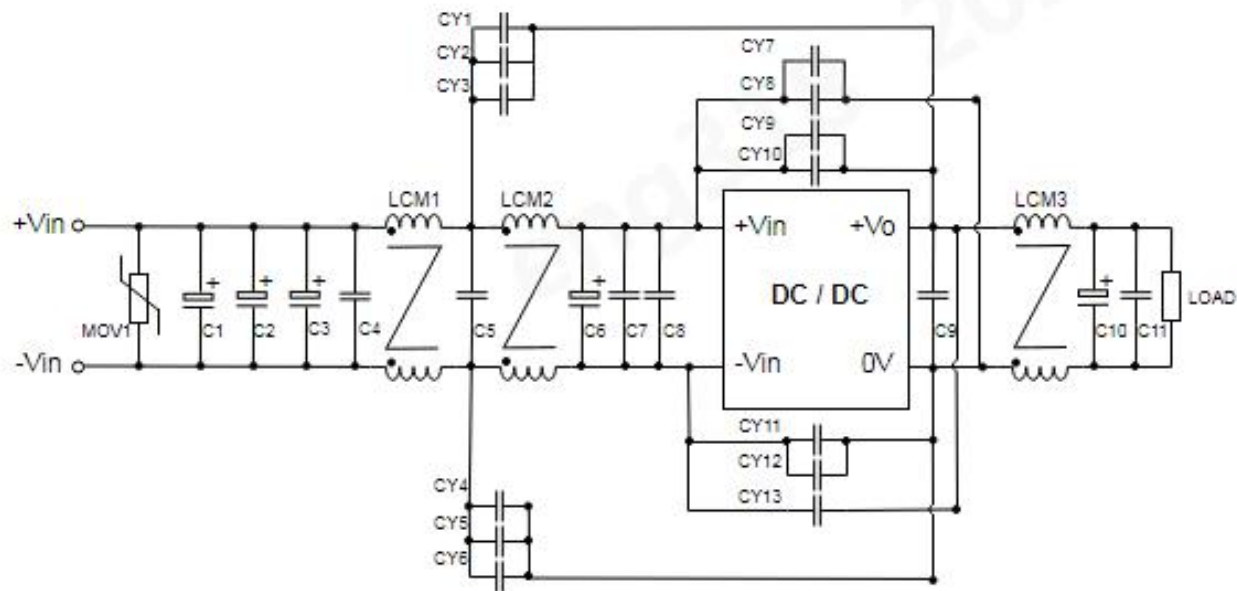 CY1
CY2
CY3
CY7
CY8
CY9
CY10
LCM1
LCM2
LCM3
+Vin
+Vin
+Vo
DC / DC
+
+
+
+
+
MOV1
C1
C2
C3
C4
C5
C6
C7
C8
C9
C10
C11
LOAD
-Vin
-Vin
0V
CY11
CY12
CY13
CY4
CY5
CY6